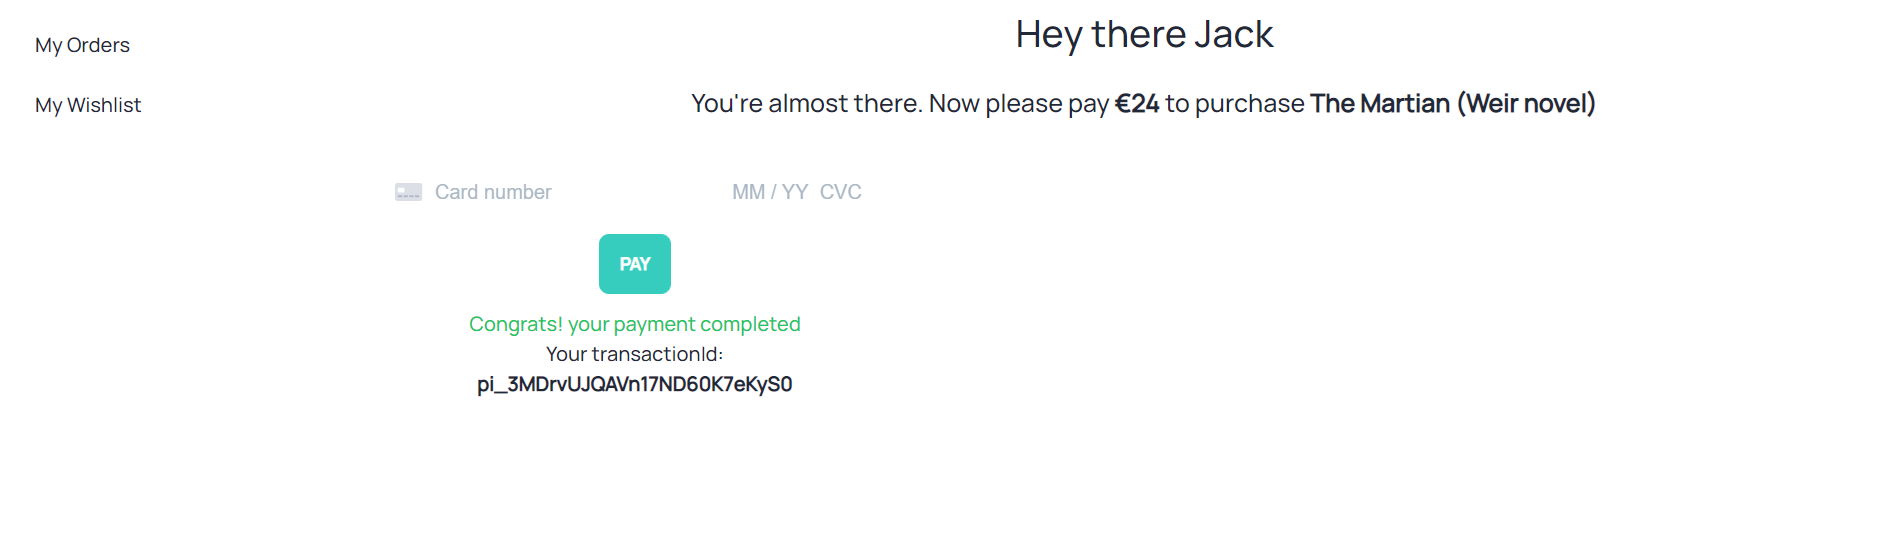 My Orders
My Wishlist
Hey there Jack
You're almost there. Now please pay €24 to purchase The Martian (Weir novel)
Card number MM / YY CVC
PAY
Congrats! your payment completed
Your transactionId:
pi_3MDrvUJQAVn17ND60K7eKyS0